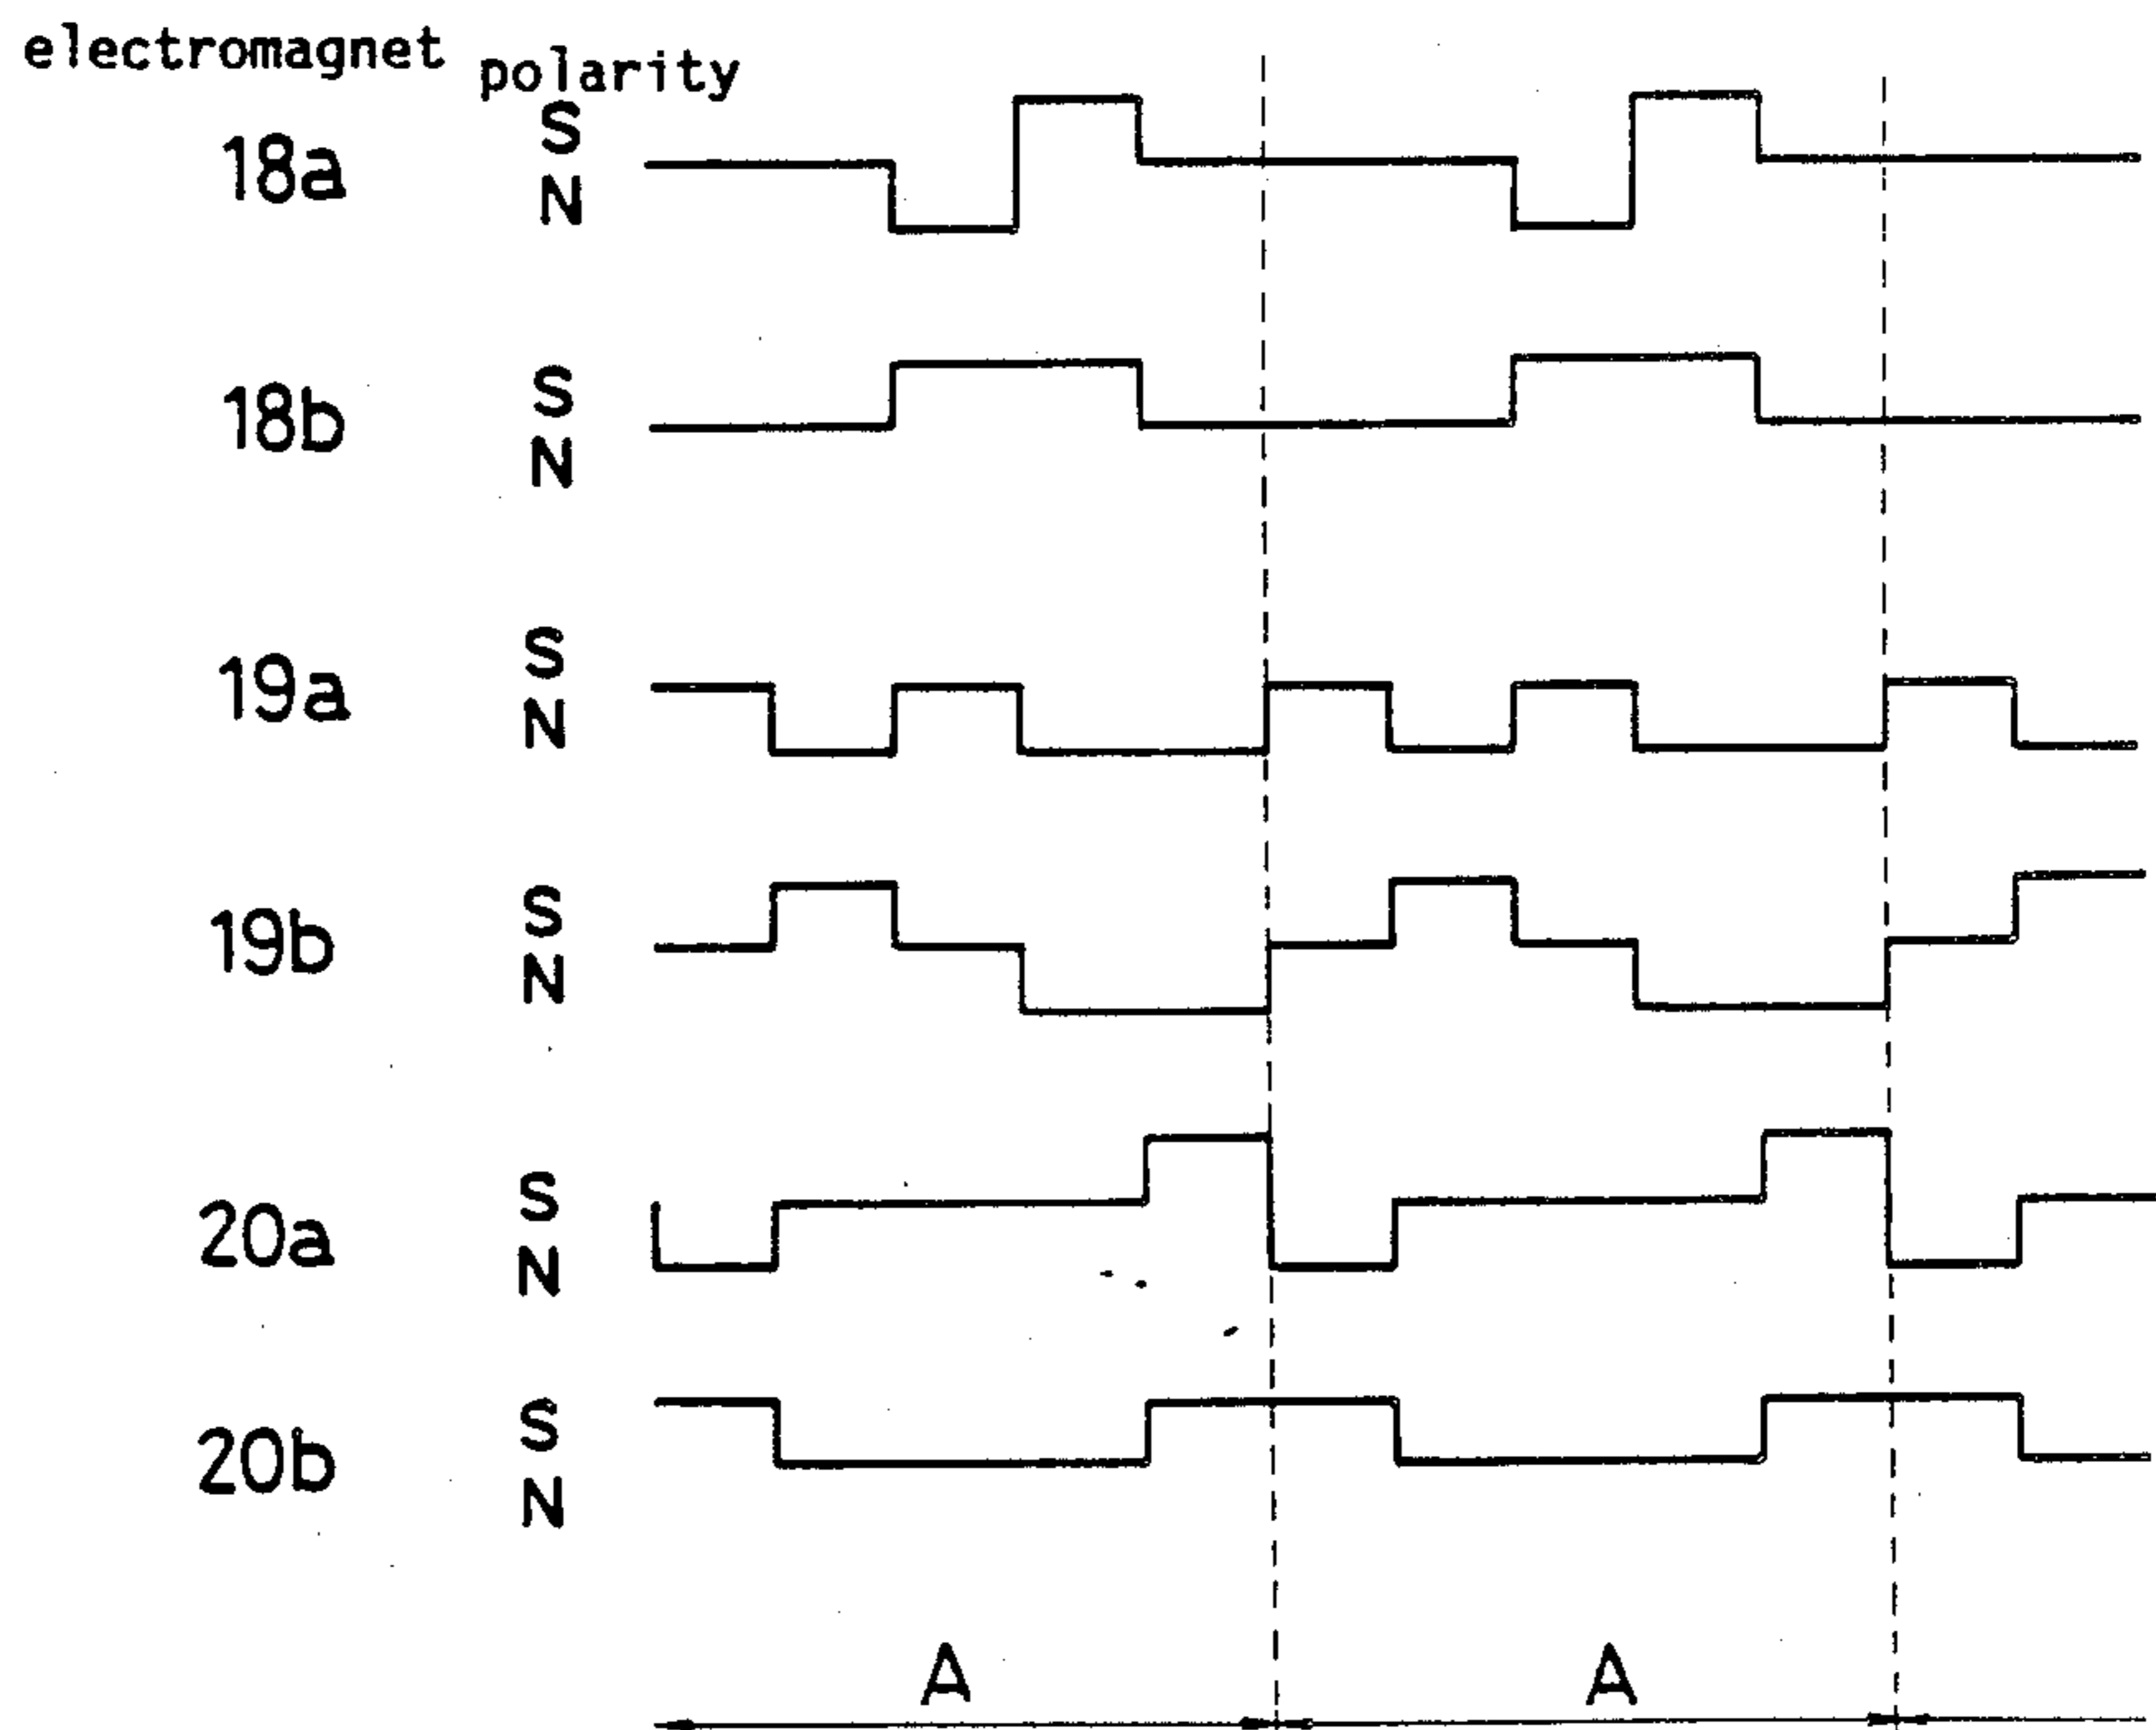 electromagnet polarity
18a S
N
18b S
N
19a S
N
19b S
N
20a S
N
20b S
N
A A